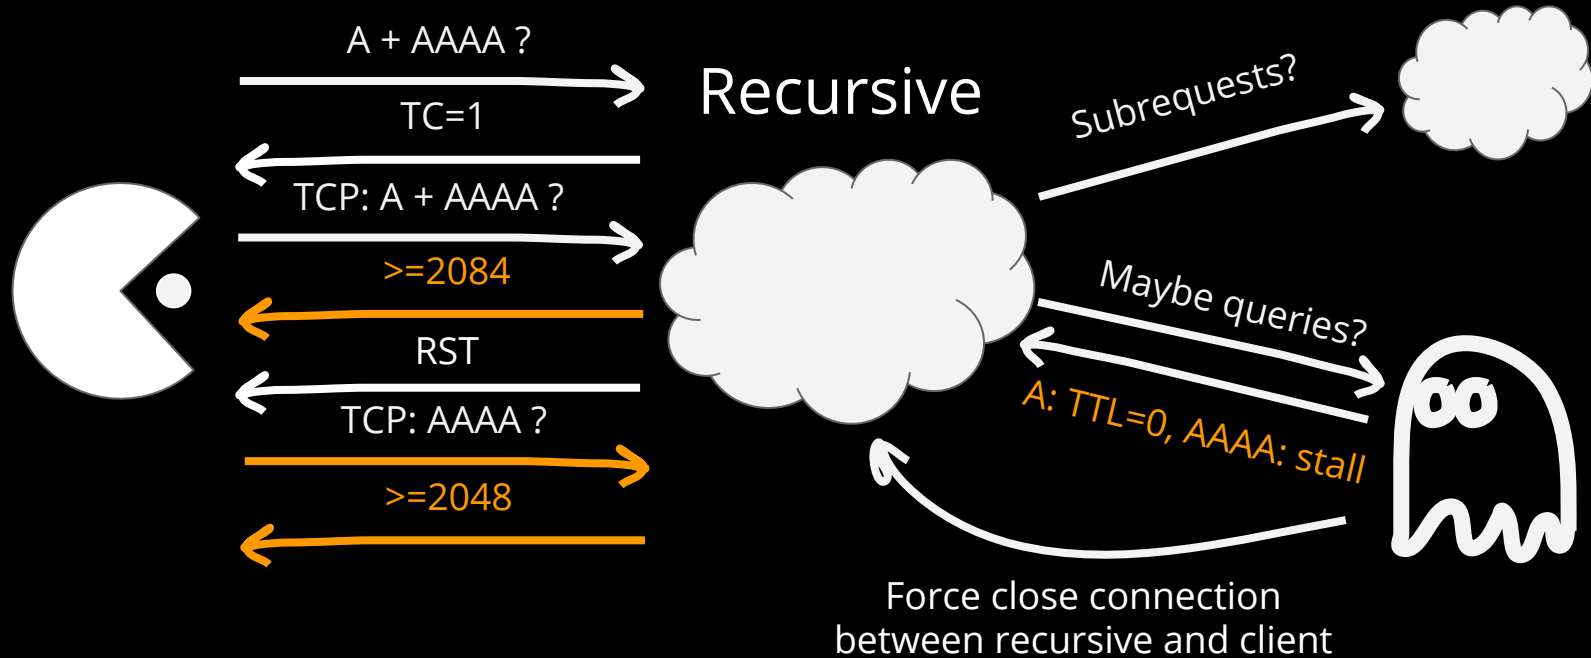 A + AAAA ?
TC=1
TCP: A + AAAA ?
>=2084
RST
TCP: AAAA ?
>=2048
Recursive
Subrequests?
Maybe queries?
A: TTL=0, AAAA: stall
Force close connection
between recursive and client